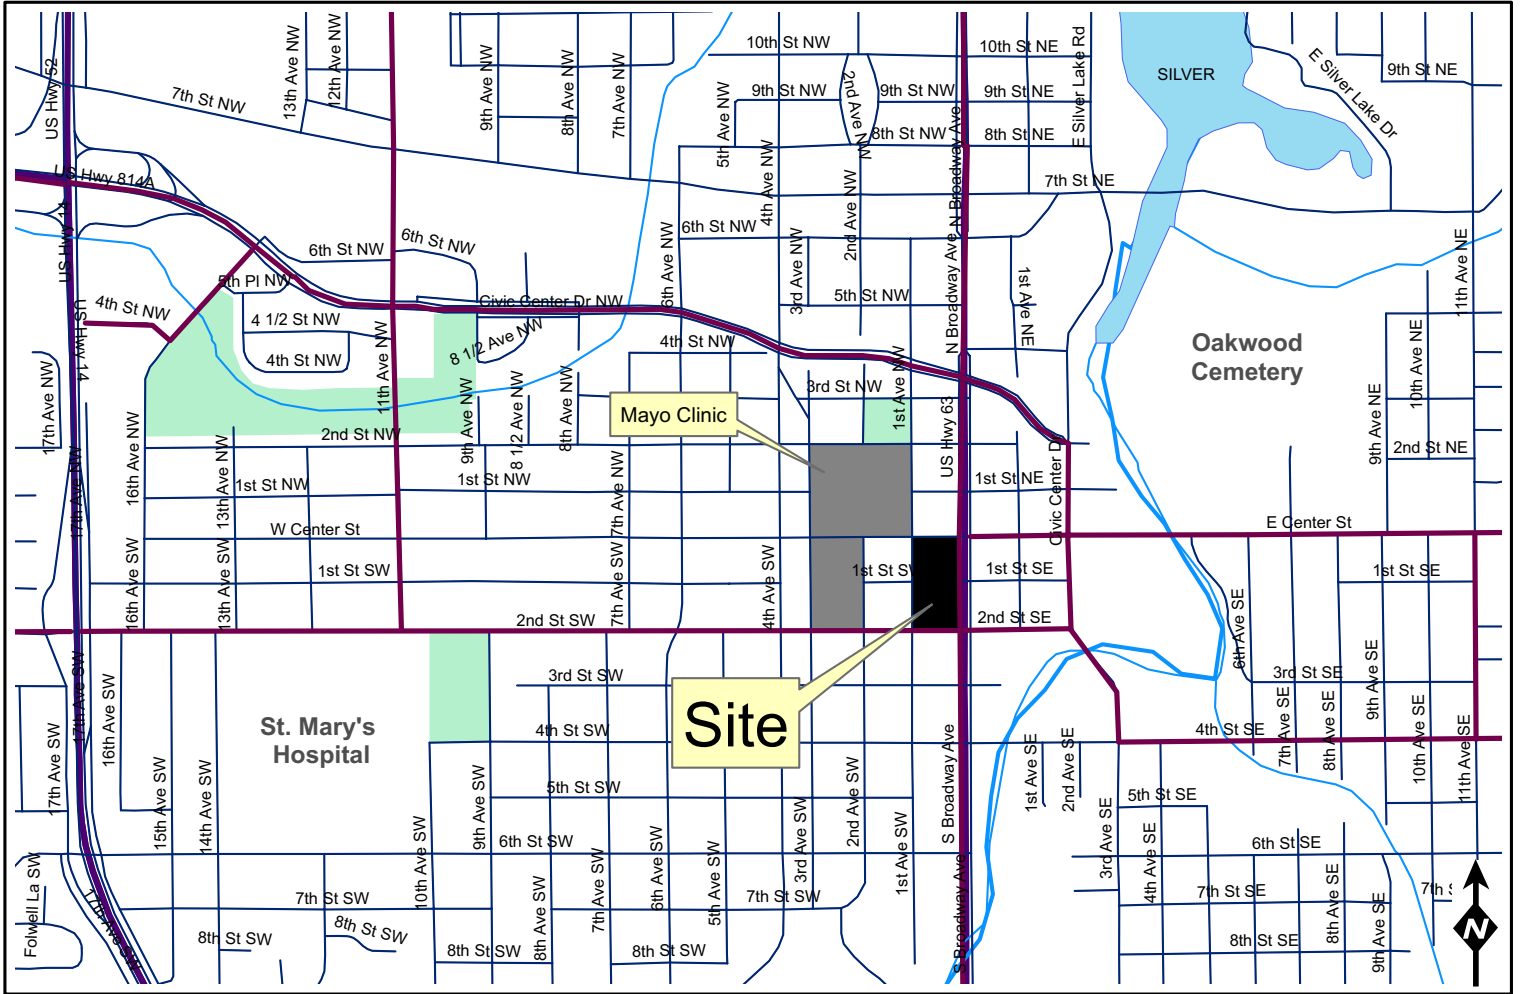 10th St NW
10th St NE
US Hwy 52
13th Ave NW
12th Ave NW
9th Ave NW
8th Ave NW
7th Ave NW
7th St NW
9th St NW
2nd Ave NW
9th St NW
9th St NE
E Silver Lake Rd
SILVER
E Silver Lake Dr
9th St NE
5th Ave NW
8th St NW
8th St NE
4th Ave NW
N Broadway Ave
US Hwy 814A
7th St NE
US Hwy 14
6th St NW
6th St NW
6th St NW
6th Ave NW
3rd Ave NW
2nd Ave NW
N Broadway Ave
1st Ave NE
11th Ave NE
5th Pl NW
4th St NW
US Hwy 14
4 1/2 St NW
4th St NW
11th Ave NW
Civic Center Dr NW
8 1/2 Ave NW
5th St NW
4th St NW
3rd St NW
1st Ave NW
Oakwood
Cemetery
10th Ave NE
9th Ave NE
2nd St NE
17th Ave NW
17th Ave NW
16th Ave NW
13th Ave NW
2nd St NW
9th Ave NW
8 1/2 Ave NW
8th Ave NW
Mayo Clinic
US Hwy 63
Civic Center Dr
1st St NW
1st St NW
7th Ave NW
1st St NE
W Center St
E Center St
16th Ave SW
13th Ave SW
1st St SW
7th Ave SW
4th Ave SW
1st St SW
1st St SE
1st St SE
2nd St SW
2nd St SE
6th Ave SE
17th Ave SW
17th Ave SW
16th Ave SW
3rd St SW
3rd St SE
St. Mary's
Hospital
4th St SW
Site
4th St SE
7th Ave SE
8th Ave SE
9th Ave SE
10th Ave SE
11th Ave SE
15th Ave SW
14th Ave SW
9th Ave SW
5th St SW
2nd Ave SW
S Broadway Ave
1st Ave SE
2nd Ave SE
5th St SE
10th Ave SW
6th St SW
7th Ave SW
6th Ave SW
5th Ave SW
3rd Ave SW
1st Ave SW
3rd Ave SE
4th Ave SE
6th St SE
Folwell La SW
17th Ave SW
7th St SW
8th Ave SW
7th St SW
S Broadway Ave
7th St SE
8th Ave SE
9th Ave SE
7th
8th St SW
8th St SW
8th St SW
8th St SW
8th St SE
N